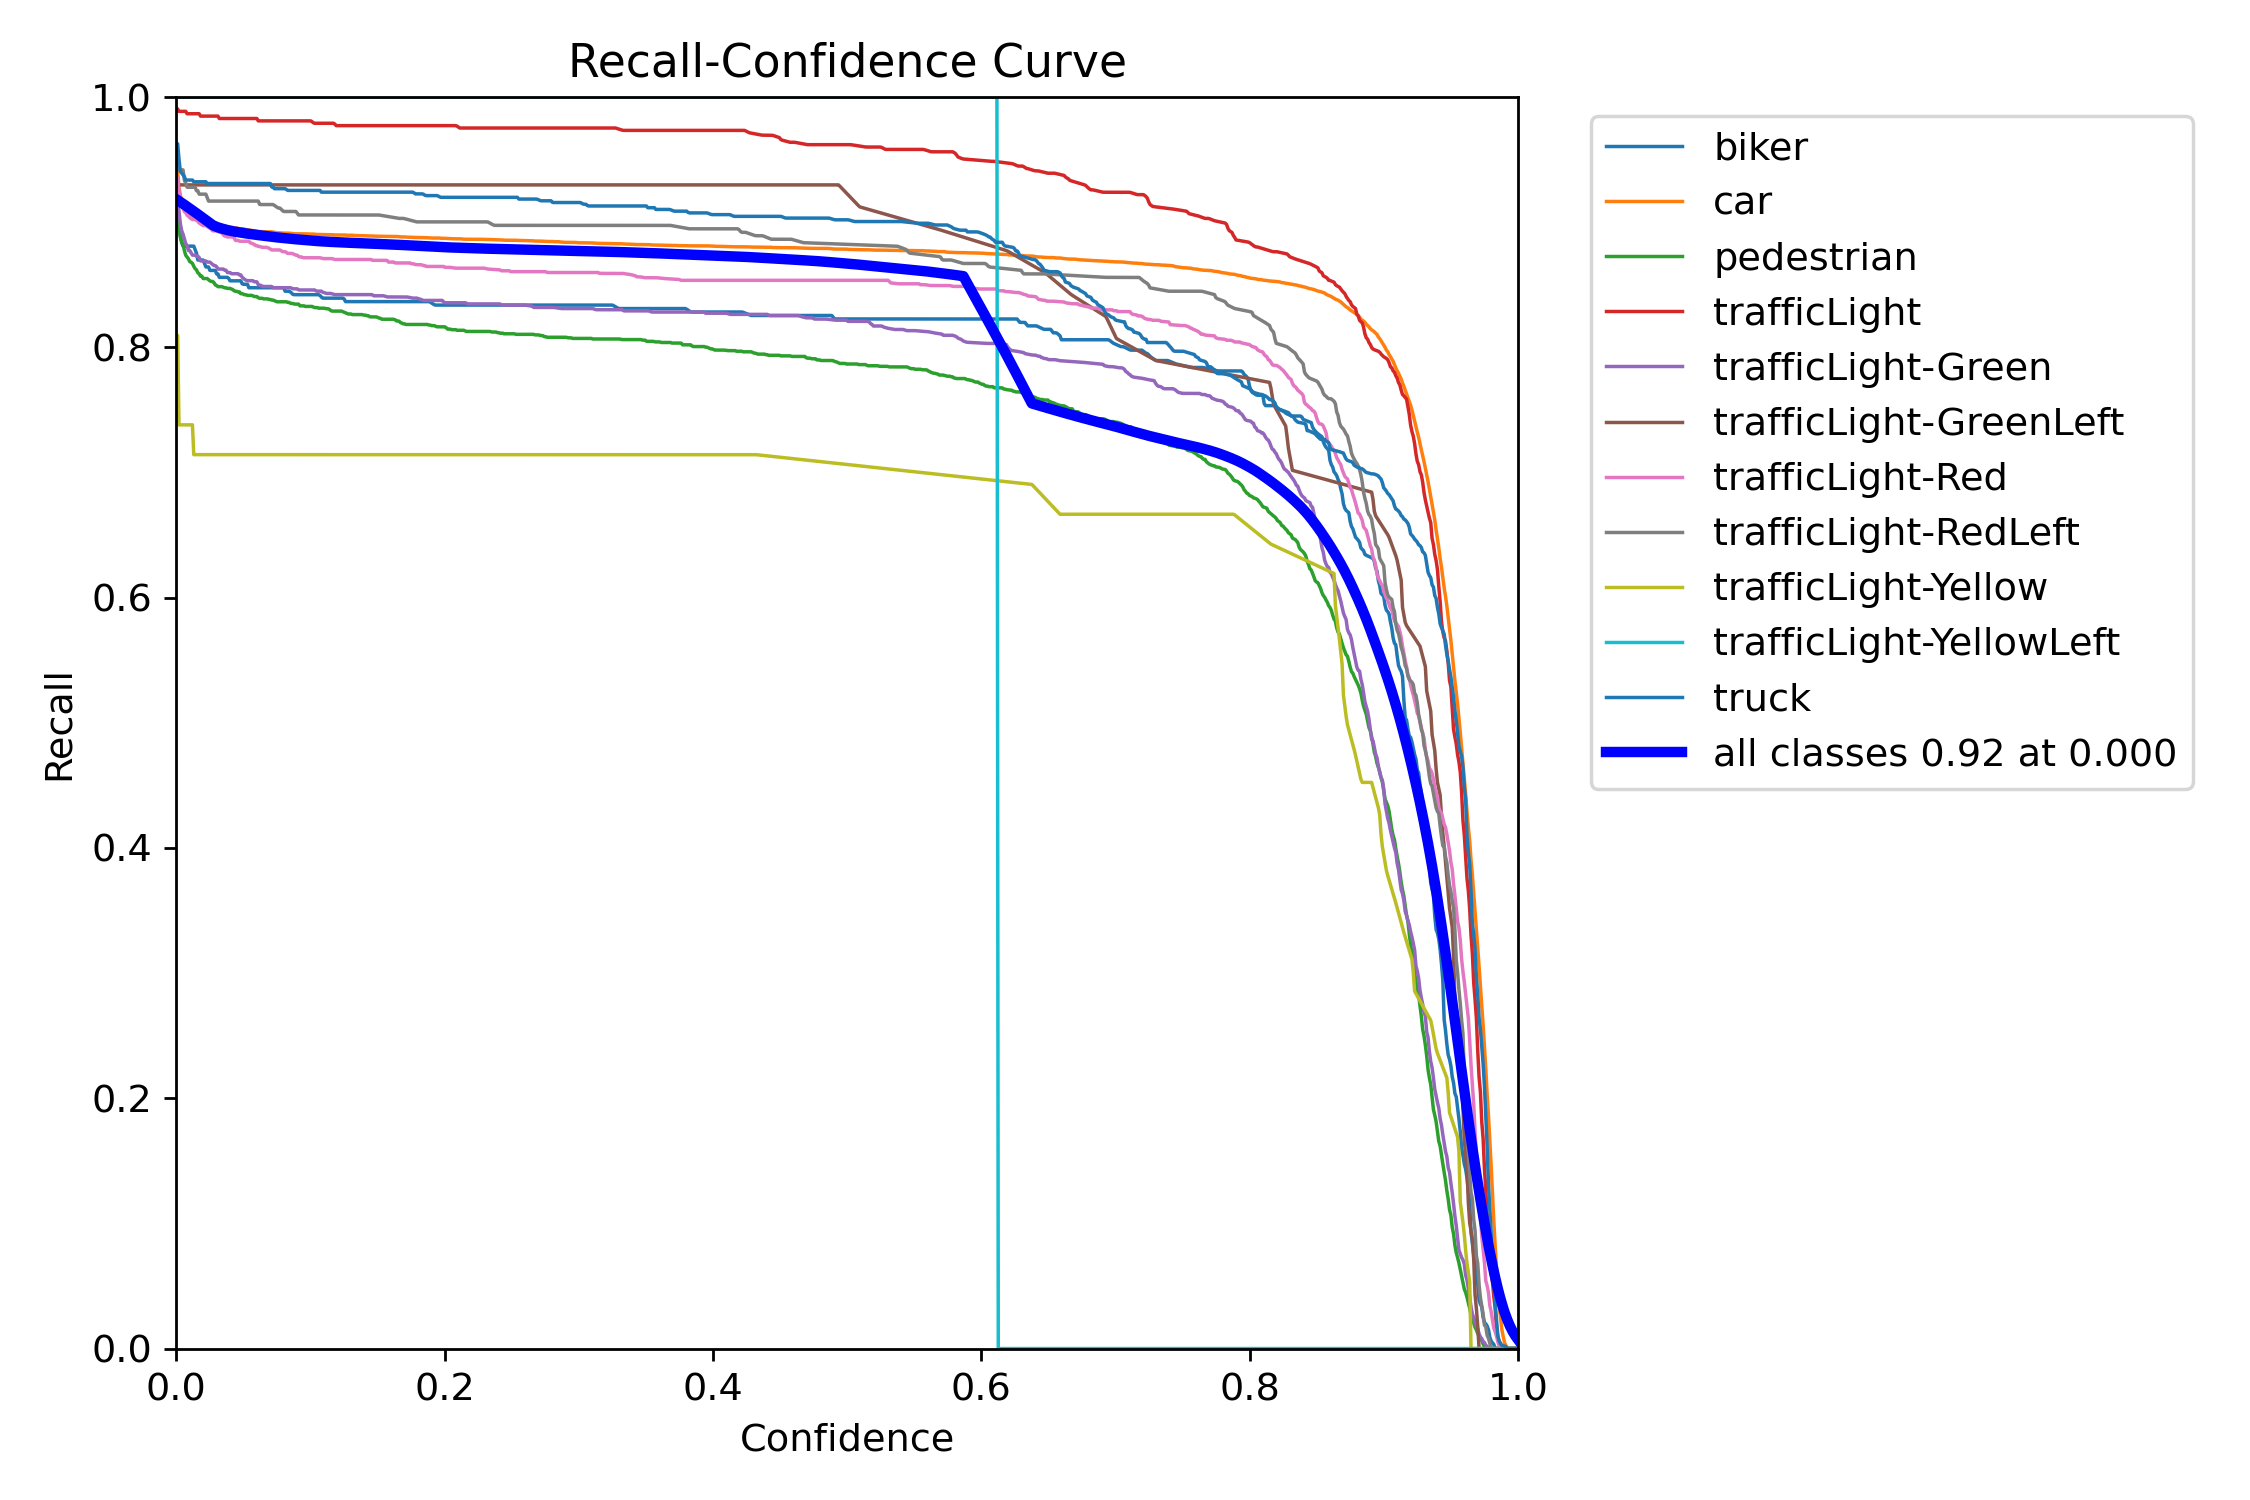 Recall-Confidence Curve
1.0
0.8
0.6
0.4
0.2
0.0
Recall
0.0 0.2 0.4 0.6 0.8 1.0
Confidence
biker
car
pedestrian
trafficLight
trafficLight-Green
trafficLight-GreenLeft
trafficLight-Red
trafficLight-RedLeft
trafficLight-Yellow
trafficLight-YellowLeft
truck
all classes 0.92 at 0.000